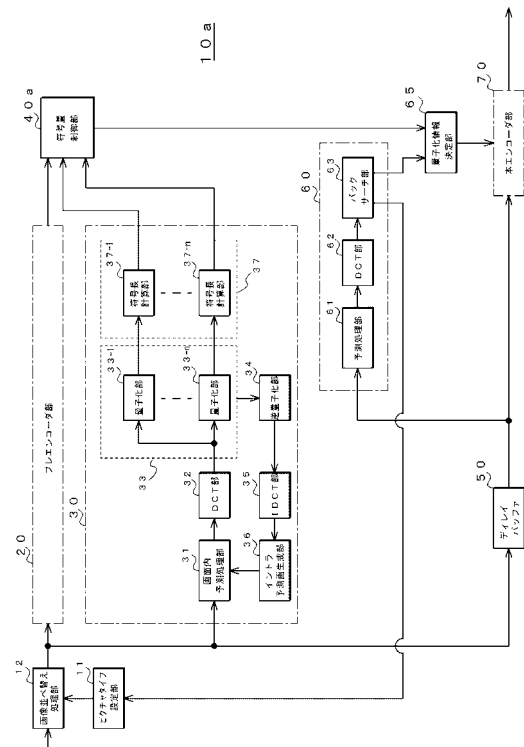 10a
12
画像並べ替え
処理部
11
ピクチャタイプ
設定部
20
プレエンコーダ部
30
31
画面内
予測処理部
32
DCT部
33
33-1
量子化部
33-n
量子化部
34
逆量子化部
35
IDCT部
36
イントラ
予測画生成部
37-1
符号長
計算部
37-n
符号長
計算部
37
40a
符号量
制御部
50
ディレイ
バッファ
60
61
予測処理部
62
DCT部
63
バック
サーチ部
65
量子化情報
決定部
70
本エンコーダ部